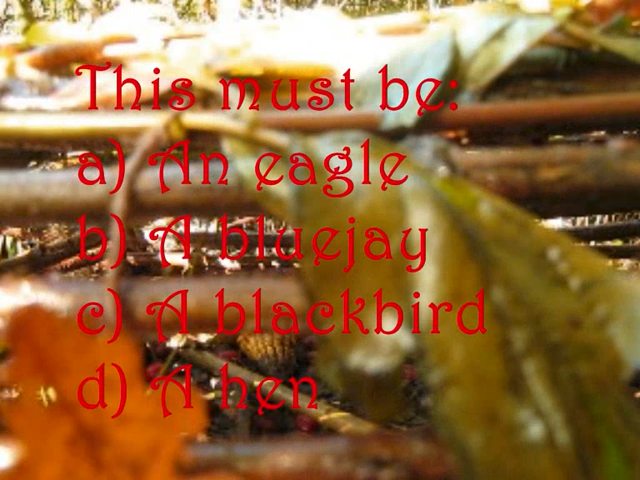 This must be:
a) An eagle
b) A bluejay
c) A blackbird
d) A hen